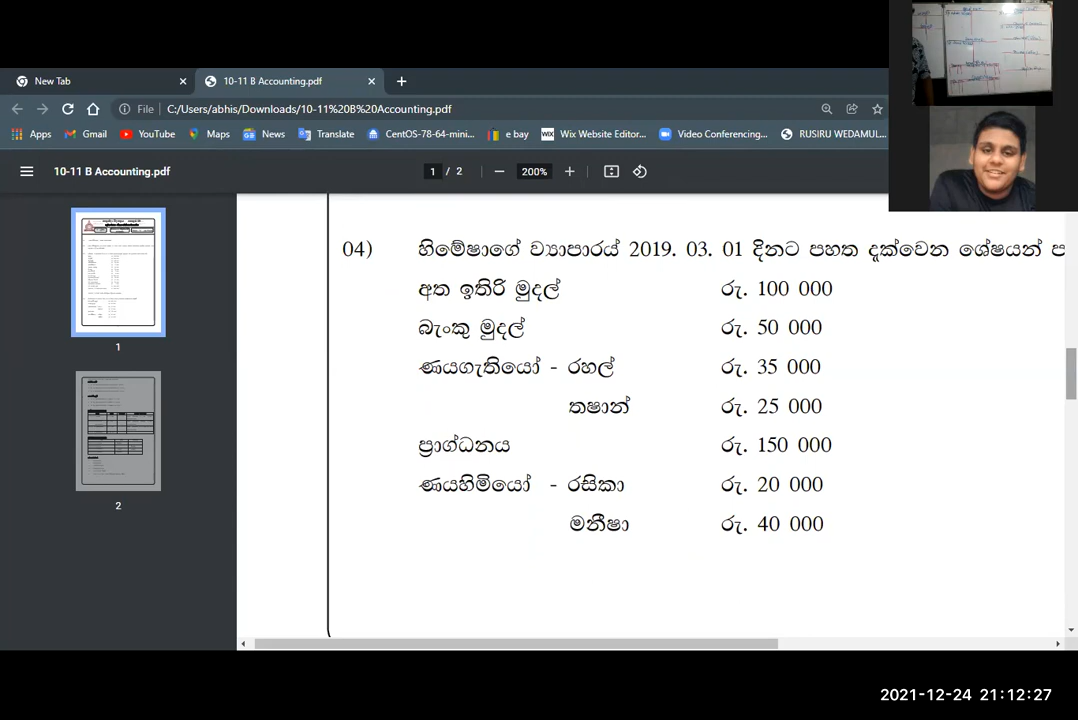 New Tab
10-11 B Accounting.pdf
File C:/Users/abhis/Downloads/10-11%20B%20Accounting.pdf
Apps Gmail YouTube Maps News Translate CentOS-78-64-mini... e bay Wix Website Editor... Video Conferencing... RUSIRU WEDAMUL...
10-11 B Accounting.pdf 1 / 2 200%
04) හිමේෂාගේ ව්‍යාපාරය් 2019. 03. 01 දිනට පහත දැක්වෙන ශේෂයන් ප
අත ඉතිරි මුදල් රු. 100 000
බැංකු මුදල් රු. 50 000
ණයගැතියෝ - රහල් රු. 35 000
තෂාන් රු. 25 000
ප්‍රාග්ධනය රු. 150 000
ණයහිමියෝ - රසිකා රු. 20 000
මනීෂා රු. 40 000
1
2
2021-12-24 21:12:27